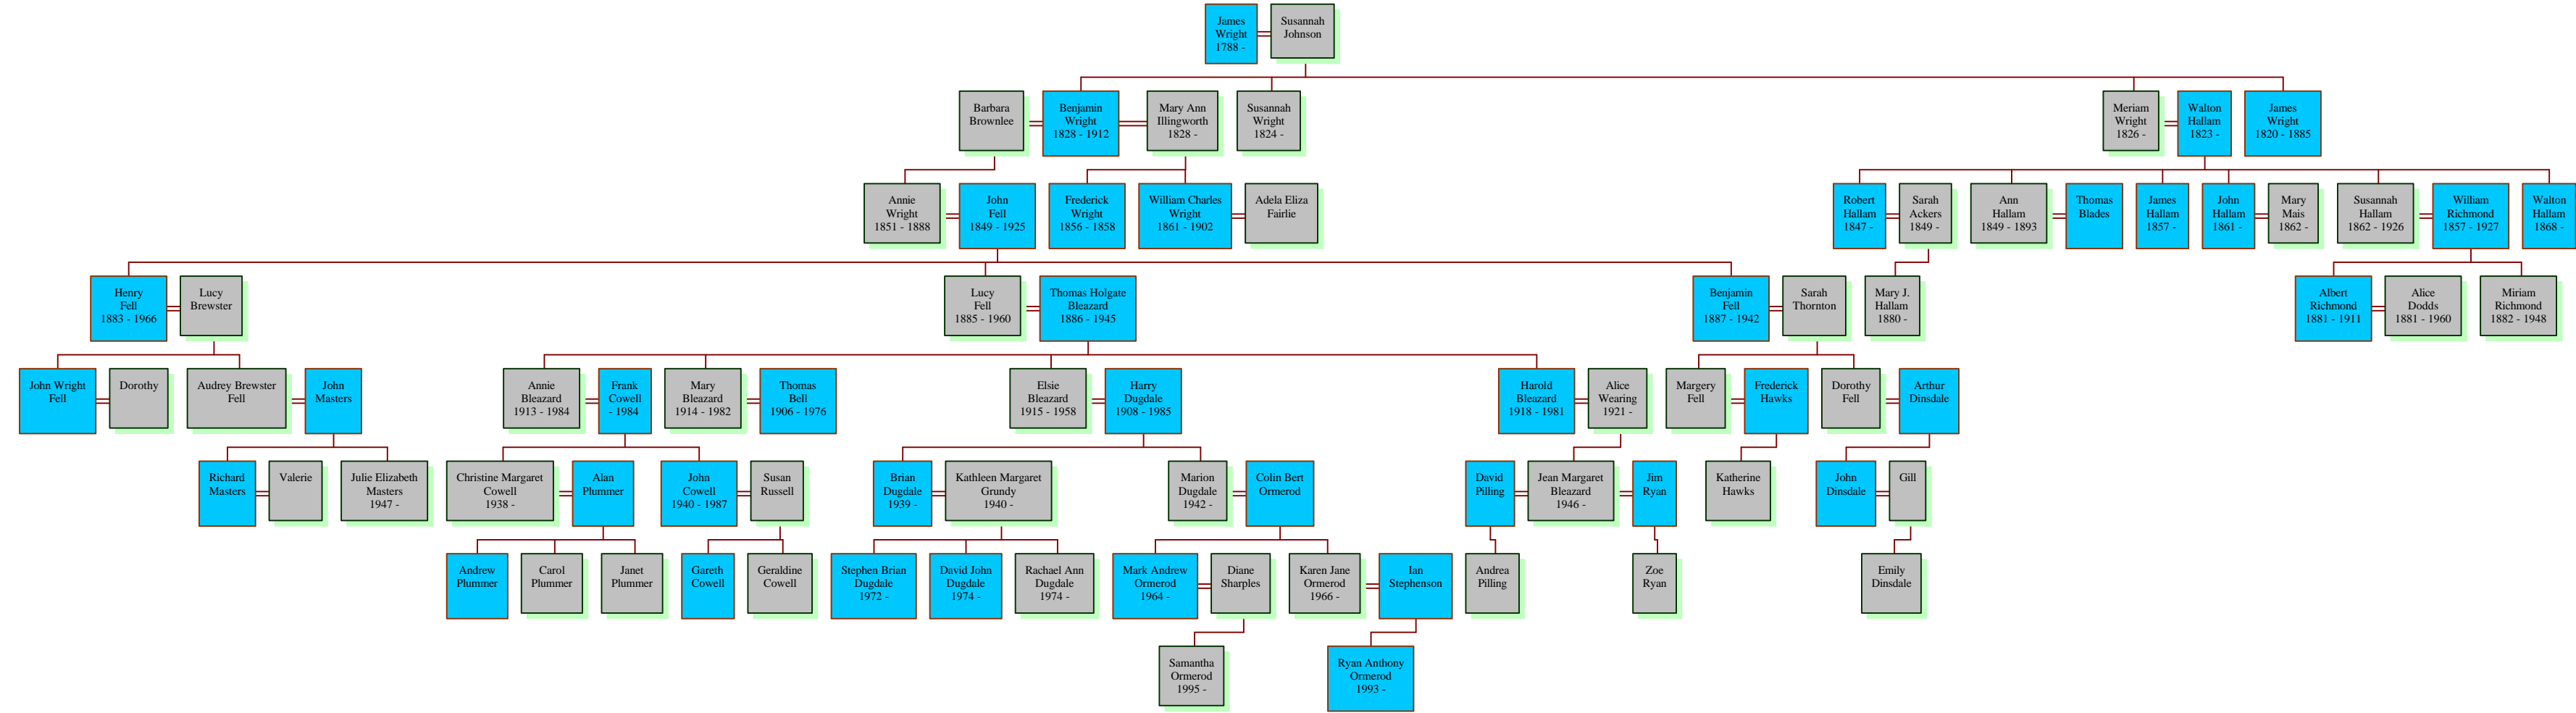 James
Wright
1788 -
Susannah
Johnson
Barbara
Brownlee
Benjamin
Wright
1828 - 1912
Mary Ann
Illingworth
1828 -
Susannah
Wright
1824 -
Meriam
Wright
1826 -
Walton
Hallam
1823 -
James
Wright
1820 - 1885
Annie
Wright
1851 - 1888
John
Fell
1849 - 1925
Frederick
Wright
1856 - 1858
William Charles
Wright
1861 - 1902
Adela Eliza
Fairlie
Robert
Hallam
1847 -
Sarah
Ackers
1849 -
Ann
Hallam
1849 - 1893
Thomas
Blades
James
Hallam
1857 -
John
Hallam
1861 -
Mary
Mais
1862 -
Susannah
Hallam
1862 - 1926
William
Richmond
1857 - 1927
Walton
Hallam
1868 -
Henry
Fell
1883 - 1966
Lucy
Brewster
Lucy
Fell
1885 - 1960
Thomas Holgate
Bleazard
1886 - 1945
Benjamin
Fell
1887 - 1942
Sarah
Thornton
Mary J.
Hallam
1880 -
Albert
Richmond
1881 - 1911
Alice
Dodds
1881 - 1960
Miriam
Richmond
1882 - 1948
John Wright
Fell
Dorothy
Audrey Brewster
Fell
John
Masters
Annie
Bleazard
1913 - 1984
Frank
Cowell
- 1984
Mary
Bleazard
1914 - 1982
Thomas
Bell
1906 - 1976
Elsie
Bleazard
1915 - 1958
Harry
Dugdale
1908 - 1985
Harold
Bleazard
1918 - 1981
Alice
Wearing
1921 -
Margery
Fell
Frederick
Hawks
Dorothy
Fell
Arthur
Dinsdale
Richard
Masters
Valerie
Julie Elizabeth
Masters
1947 -
Christine Margaret
Cowell
1938 -
Alan
Plummer
John
Cowell
1940 - 1987
Susan
Russell
Brian
Dugdale
1939 -
Kathleen Margaret
Grundy
1940 -
Marion
Dugdale
1942 -
Colin Bert
Ormerod
David
Pilling
Jean Margaret
Bleazard
1946 -
Jim
Ryan
Katherine
Hawks
John
Dinsdale
Gill
Andrew
Plummer
Carol
Plummer
Janet
Plummer
Gareth
Cowell
Geraldine
Cowell
Stephen Brian
Dugdale
1972 -
David John
Dugdale
1974 -
Rachael Ann
Dugdale
1974 -
Mark Andrew
Ormerod
1964 -
Diane
Sharples
Karen Jane
Ormerod
1966 -
Ian
Stephenson
Andrea
Pilling
Zoe
Ryan
Emily
Dinsdale
Samantha
Ormerod
1995 -
Ryan Anthony
Ormerod
1993 -